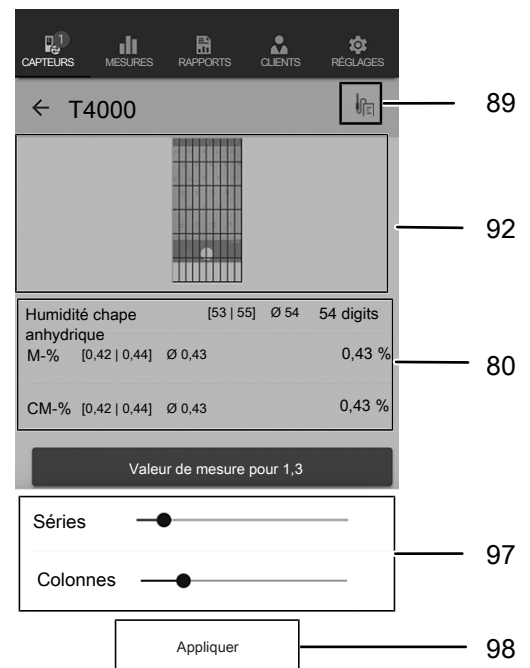 1
CAPTEURS MESURES RAPPORTS CLIENTS RÉGLAGES
← T4000
89
92
Humidité chape anhydrique [53 | 55] Ø 54 54 digits
M-% [0,42 | 0,44] Ø 0,43 0,43 %
80
CM-% [0,42 | 0,44] Ø 0,43 0,43 %
Valeur de mesure pour 1,3
Séries
97
Colonnes
Appliquer
98